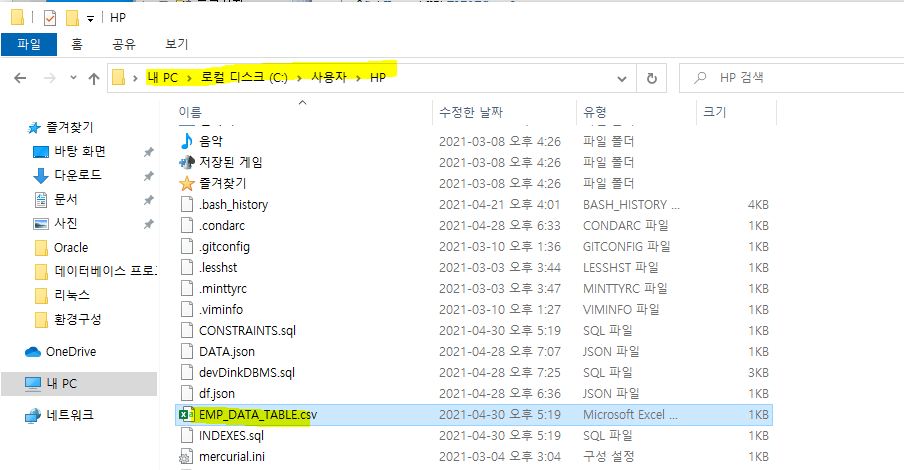 HP
파일 홈 공유 보기
내 PC 로컬 디스크 (C:) 사용자 HP HP 검색
이름 수정한 날짜 유형 크기
즐겨찾기
바탕 화면
다운로드
문서
사진
Oracle
데이터베이스 프로
리눅스
환경구성
OneDrive
내 PC
네트워크
음악 2021-03-08 오후 4:26 파일 폴더
저장된 게임 2021-03-08 오후 4:26 파일 폴더
즐겨찾기 2021-03-08 오후 4:26 파일 폴더
.bash_history 2021-04-21 오후 4:01 BASH_HISTORY ... 4KB
.condarc 2021-04-28 오후 6:33 CONDARC 파일 1KB
.gitconfig 2021-03-10 오후 1:36 GITCONFIG 파일 1KB
.lesshst 2021-03-03 오후 3:44 LESSHST 파일 1KB
.minttyrc 2021-03-03 오후 3:47 MINTTYRC 파일 1KB
.viminfo 2021-03-10 오후 1:27 VIMINFO 파일 1KB
CONSTRAINTS.sql 2021-04-30 오후 5:19 SQL 파일 1KB
DATA.json 2021-04-28 오후 7:07 JSON 파일 1KB
devDinkDBMS.sql 2021-04-28 오후 7:25 SQL 파일 3KB
df.json 2021-04-28 오후 6:36 JSON 파일 1KB
EMP_DATA_TABLE.csv 2021-04-30 오후 5:19 Microsoft Excel ... 1KB
INDEXES.sql 2021-04-30 오후 5:19 SQL 파일 1KB
mercurial.ini 2021-03-04 오후 3:04 구성 설정 1KB